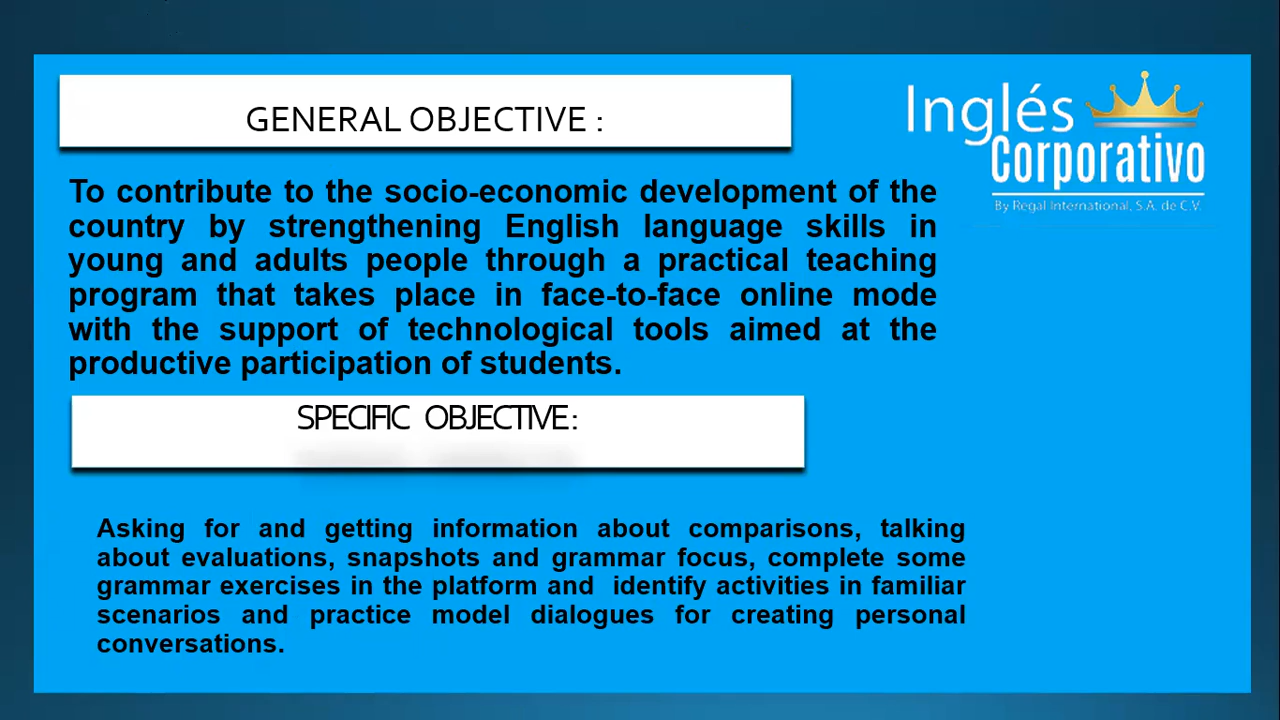 GENERAL OBJECTIVE :
Inglés
Corporativo
By Regal International, S.A. de C.V.
To contribute to the socio-economic development of the
country by strengthening English language skills in
young and adults people through a practical teaching
program that takes place in face-to-face online mode
with the support of technological tools aimed at the
productive participation of students.
SPECIFIC OBJECTIVE:
Asking for and getting information about comparisons, talking
about evaluations, snapshots and grammar focus, complete some
grammar exercises in the platform and identify activities in familiar
scenarios and practice model dialogues for creating personal
conversations.